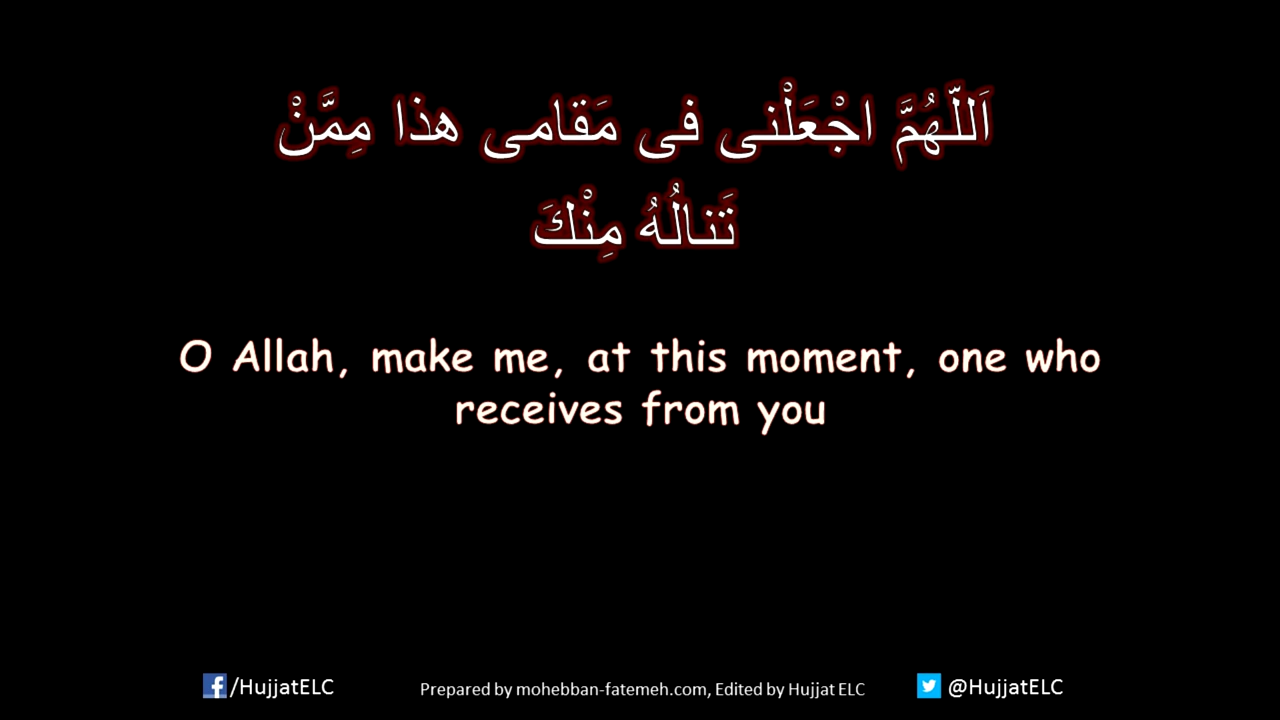 اَللّهُمَّ اجْعَلْنى فى مَقامى هذا مِمَّنْ
تَنالُهُ مِنْكَ
O Allah, make me, at this moment, one who
receives from you
/HujjatELC
Prepared by mohebban-fatemeh.com, Edited by Hujjat ELC
@HujjatELC